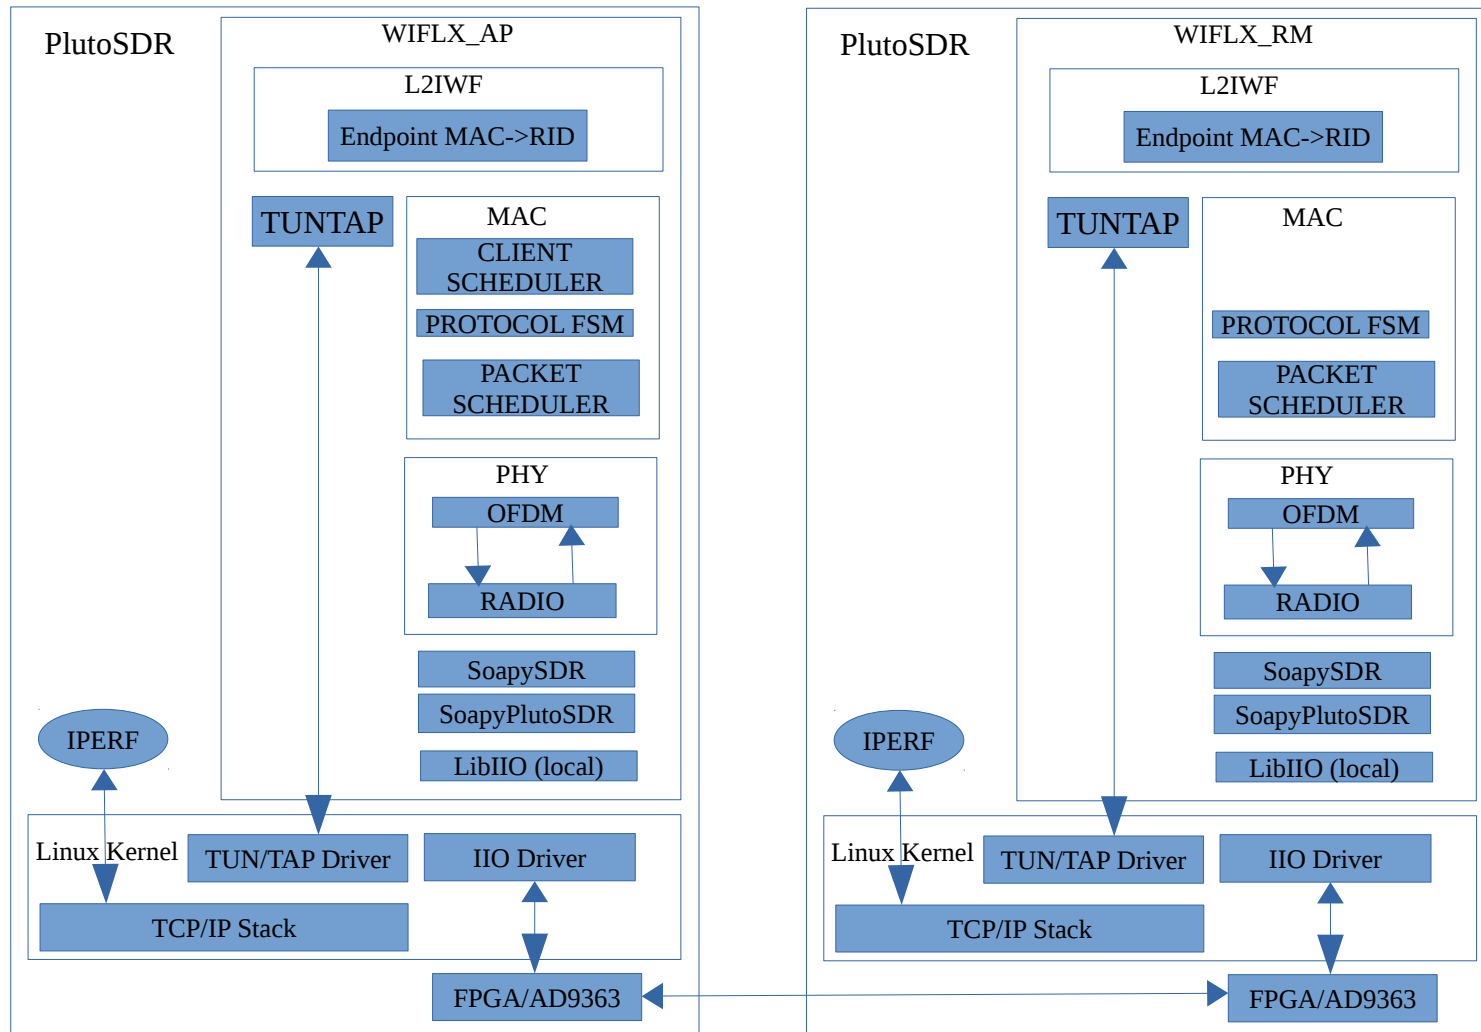 PlutoSDR
WIFLX_AP
L2IWF
Endpoint MAC->RID
TUNTAP
MAC
CLIENT
SCHEDULER
PROTOCOL FSM
PACKET
SCHEDULER
PHY
OFDM
RADIO
SoapySDR
SoapyPlutoSDR
LibIIO (local)
IPERF
Linux Kernel
TUN/TAP Driver
IIO Driver
TCP/IP Stack
FPGA/AD9363
PlutoSDR
WIFLX_RM
L2IWF
Endpoint MAC->RID
TUNTAP
MAC
PROTOCOL FSM
PACKET
SCHEDULER
PHY
OFDM
RADIO
SoapySDR
SoapyPlutoSDR
LibIIO (local)
IPERF
Linux Kernel
TUN/TAP Driver
IIO Driver
TCP/IP Stack
FPGA/AD9363